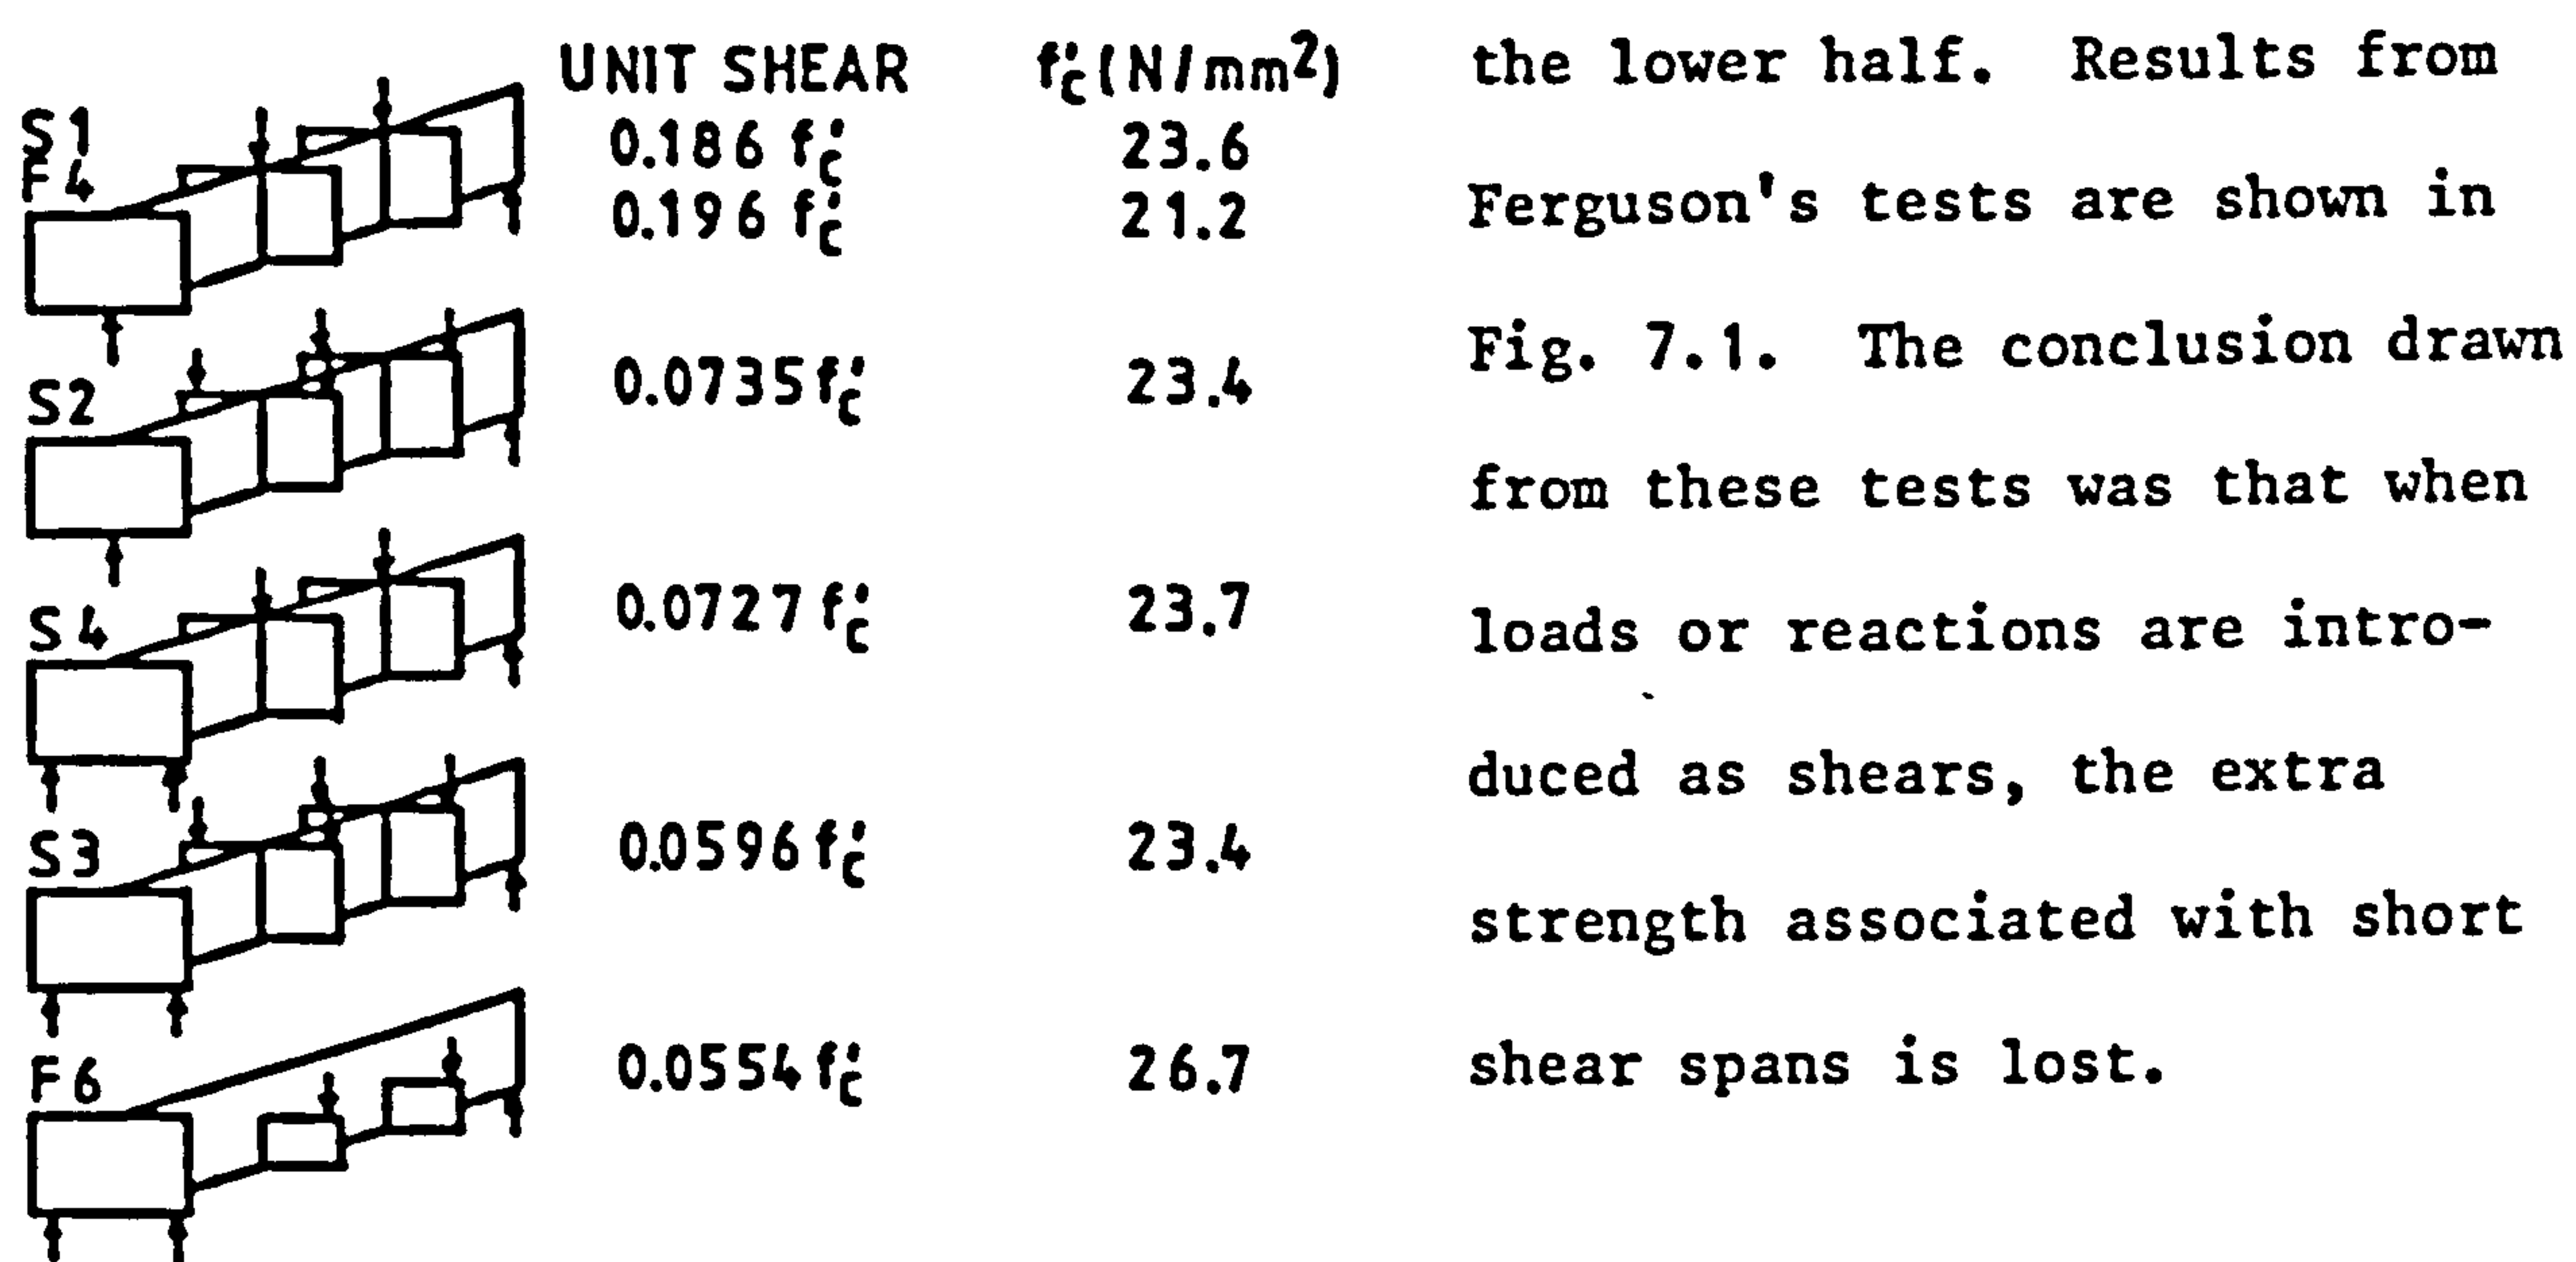 UNIT SHEAR f'c (N/mm²)
S1 0.186 f'c 23.6
F4 0.196 f'c 21.2
S2 0.0735 f'c 23.4
S4 0.0727 f'c 23.7
S3 0.0596 f'c 23.4
F6 0.0554 f'c 26.7
the lower half. Results from
Ferguson's tests are shown in
Fig. 7.1. The conclusion drawn
from these tests was that when
loads or reactions are intro-
duced as shears, the extra
strength associated with short
shear spans is lost.